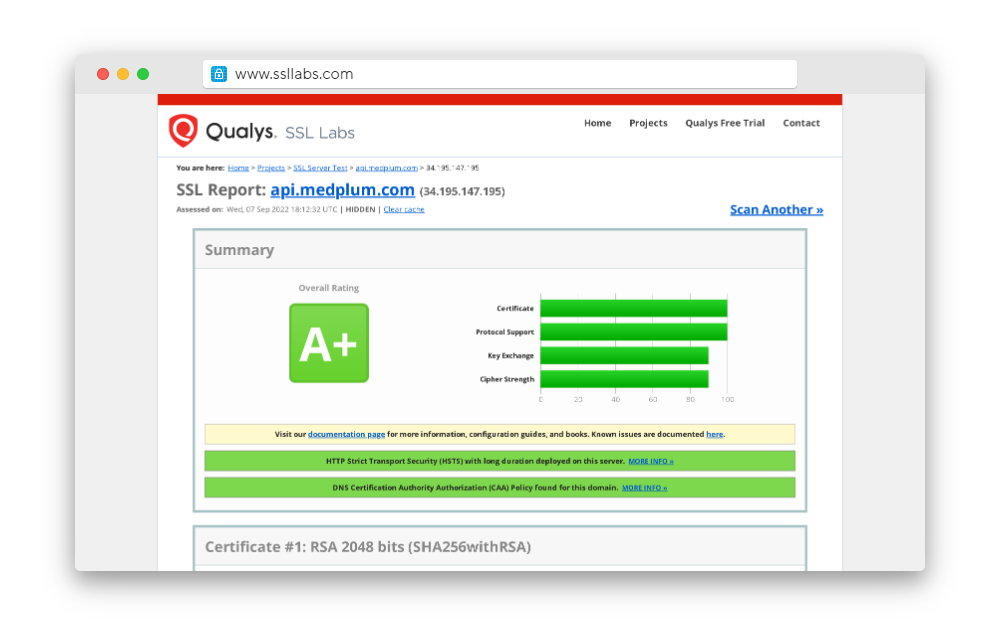 www.ssllabs.com
Qualys. SSL Labs
Home Projects Qualys Free Trial Contact
You are here: Home > Projects > SSL Server Test > api.medplum.com > 34.195.147.195
SSL Report: api.medplum.com (34.195.147.195)
Assessed on: Wed, 07 Sep 2022 18:12:32 UTC | HIDDEN | Clear cache
Scan Another »
Summary
Overall Rating
A+
Certificate
Protocol Support
Key Exchange
Cipher Strength
0 20 40 60 80 100
Visit our documentation page for more information, configuration guides, and books. Known issues are documented here.
HTTP Strict Transport Security (HSTS) with long duration deployed on this server. MORE INFO »
DNS Certification Authority Authorization (CAA) Policy found for this domain. MORE INFO »
Certificate #1: RSA 2048 bits (SHA256withRSA)